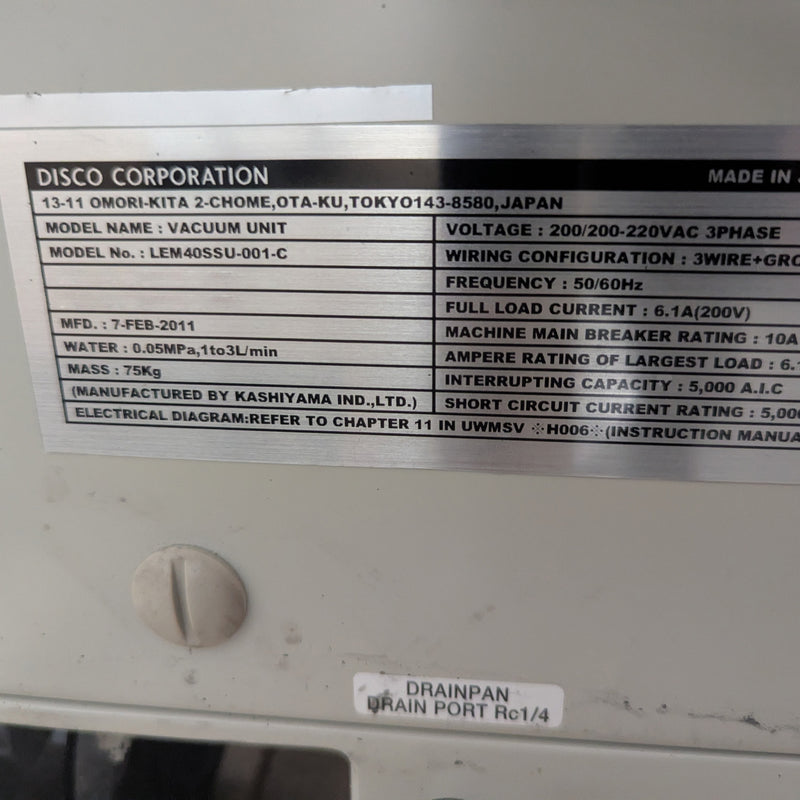 DISCO CORPORATION MADE IN
13-11 OMORI-KITA 2-CHOME,OTA-KU,TOKYO143-8580,JAPAN
MODEL NAME : VACUUM UNIT
MODEL No. : LEM40SSU-001-C
MFD. : 7-FEB-2011
WATER : 0.05MPa,1to3L/min
MASS : 75Kg
(MANUFACTURED BY KASHIYAMA IND.,LTD.)
VOLTAGE : 200/200-220VAC 3PHASE
WIRING CONFIGURATION : 3WIRE+GRO
FREQUENCY : 50/60Hz
FULL LOAD CURRENT : 6.1A(200V)
MACHINE MAIN BREAKER RATING : 10A
AMPERE RATING OF LARGEST LOAD : 6.1
INTERRUPTING CAPACITY : 5,000 A.I.C
SHORT CIRCUIT CURRENT RATING : 5,000
ELECTRICAL DIAGRAM:REFER TO CHAPTER 11 IN UWMSV ※H006※(INSTRUCTION MANUA
DRAINPAN
DRAIN PORT Rc1/4